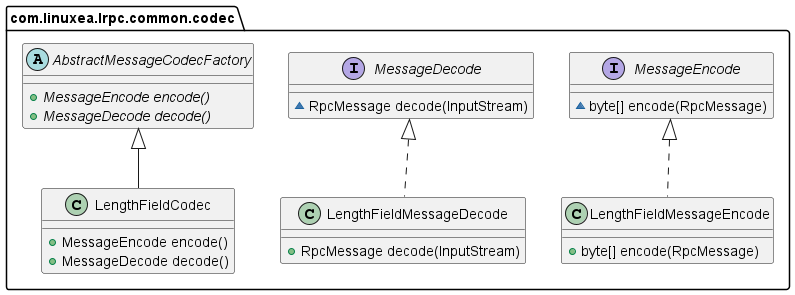 com.linuxea.lrpc.common.codec
A AbstractMessageCodecFactory
MessageEncode encode()
MessageDecode decode()
I MessageDecode
RpcMessage decode(InputStream)
I MessageEncode
byte[] encode(RpcMessage)
C LengthFieldCodec
MessageEncode encode()
MessageDecode decode()
C LengthFieldMessageDecode
RpcMessage decode(InputStream)
C LengthFieldMessageEncode
byte[] encode(RpcMessage)